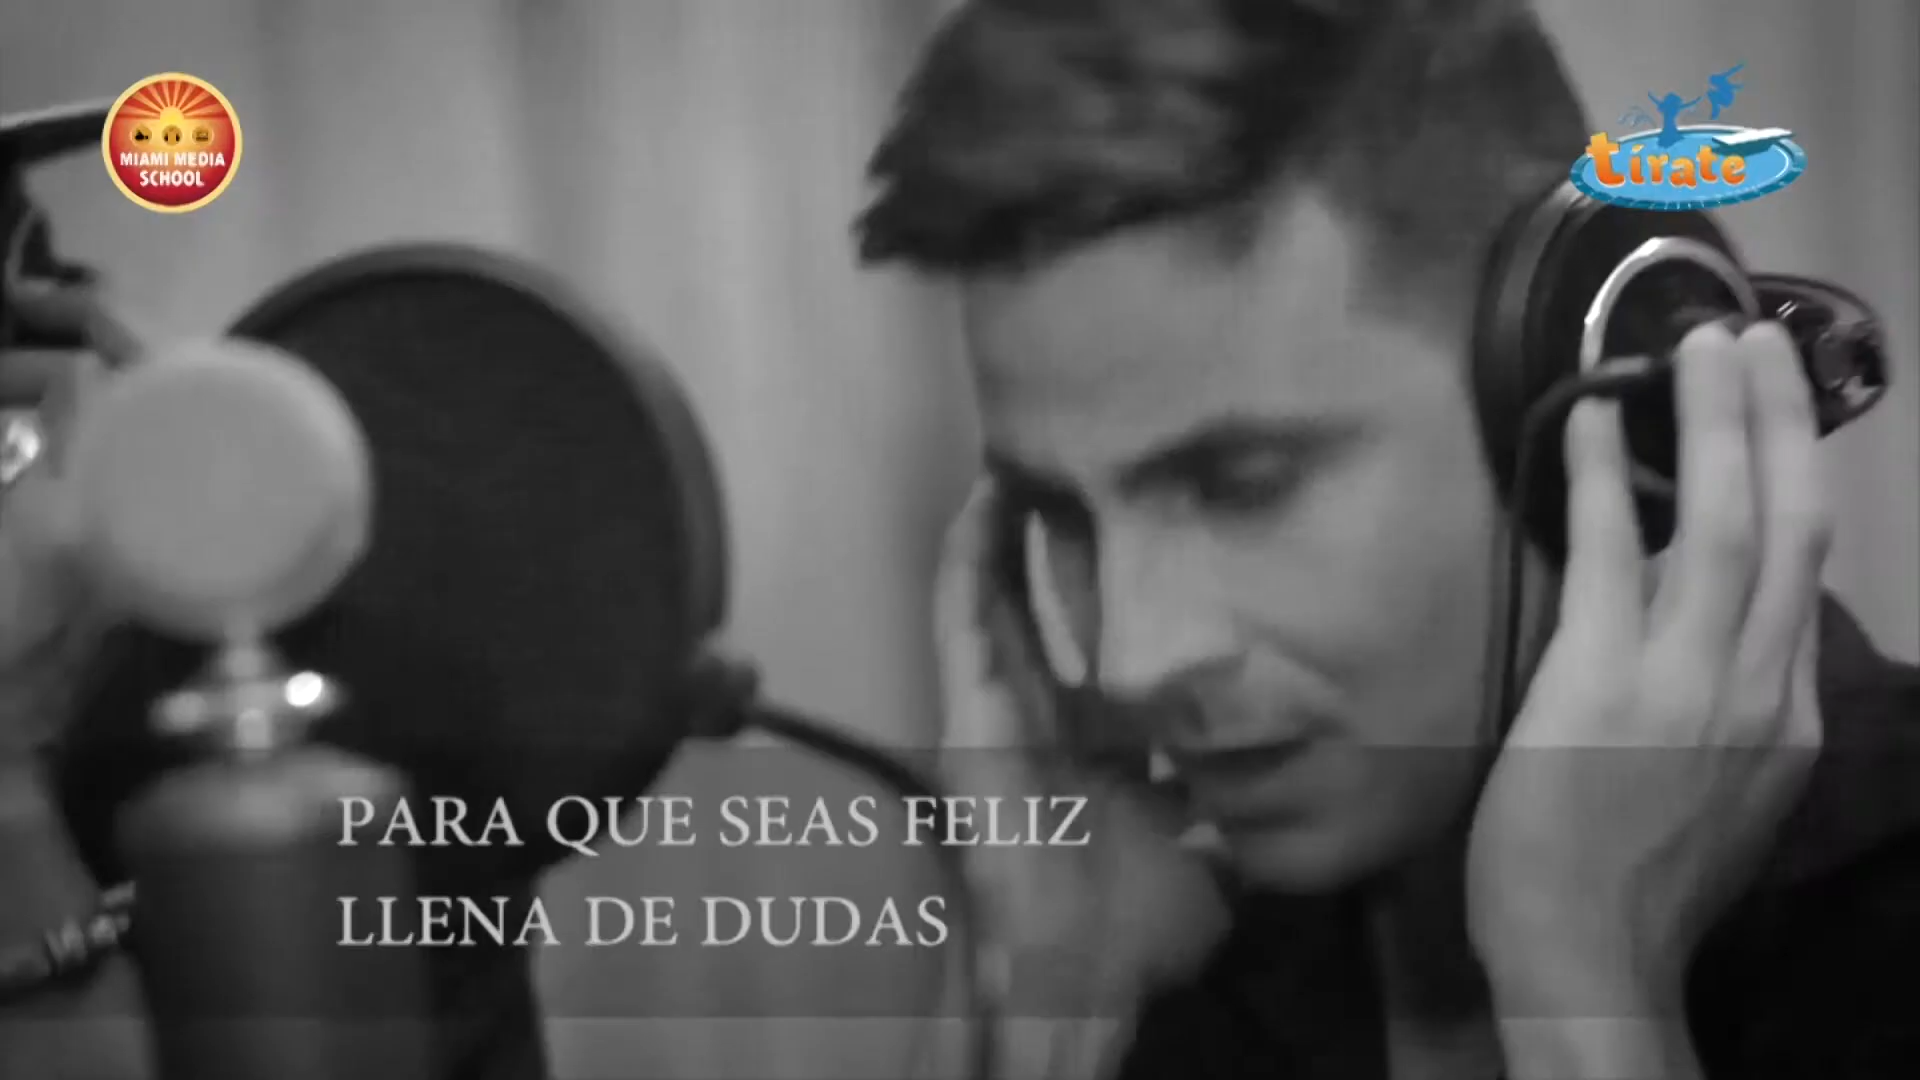 MIAMI MEDIA
SCHOOL
tírate
PARA QUE SEAS FELIZ
LLENA DE DUDAS